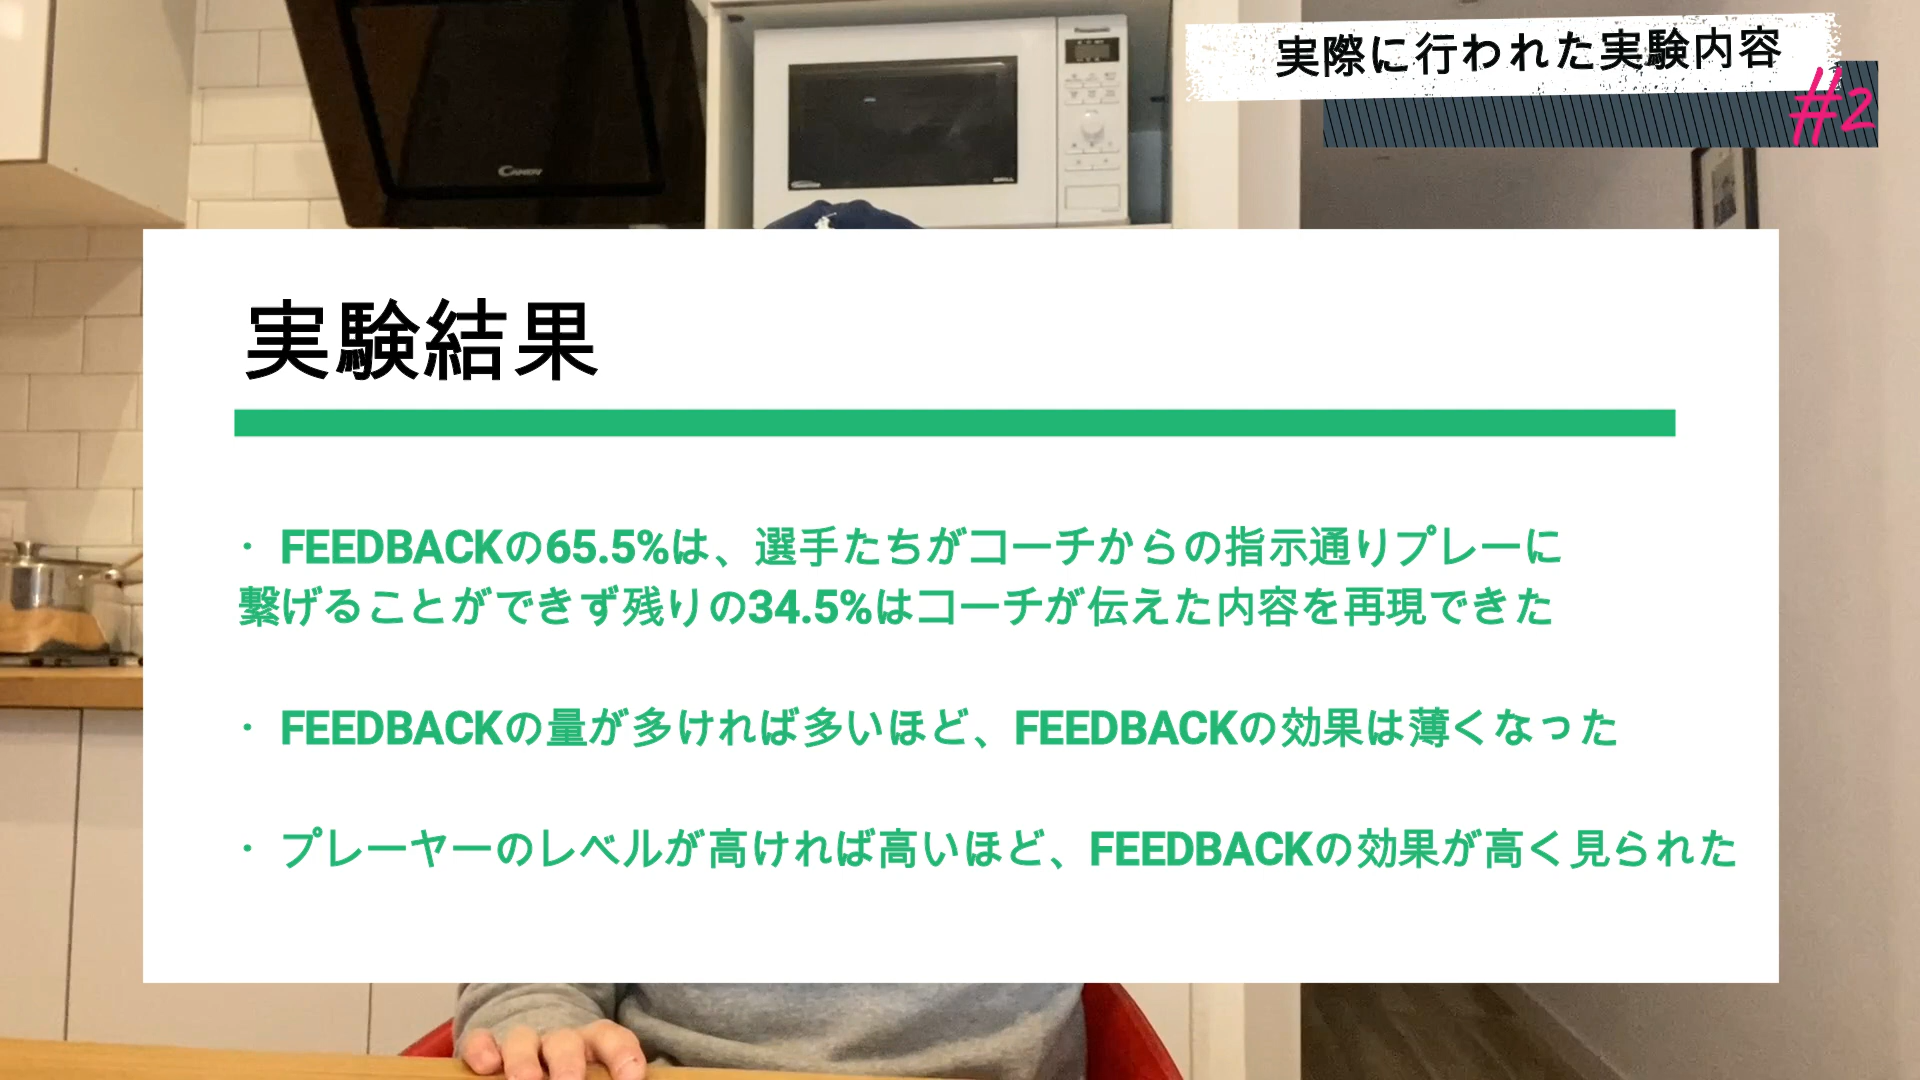 CANDY
Panasonic
実際に行われた実験内容
#2
実験結果
・ FEEDBACKの65.5%は、選手たちがコーチからの指示通りプレーに
繋げることができず残りの34.5%はコーチが伝えた内容を再現できた
・ FEEDBACKの量が多ければ多いほど、FEEDBACKの効果は薄くなった
・ プレーヤーのレベルが高ければ高いほど、FEEDBACKの効果が高く見られた